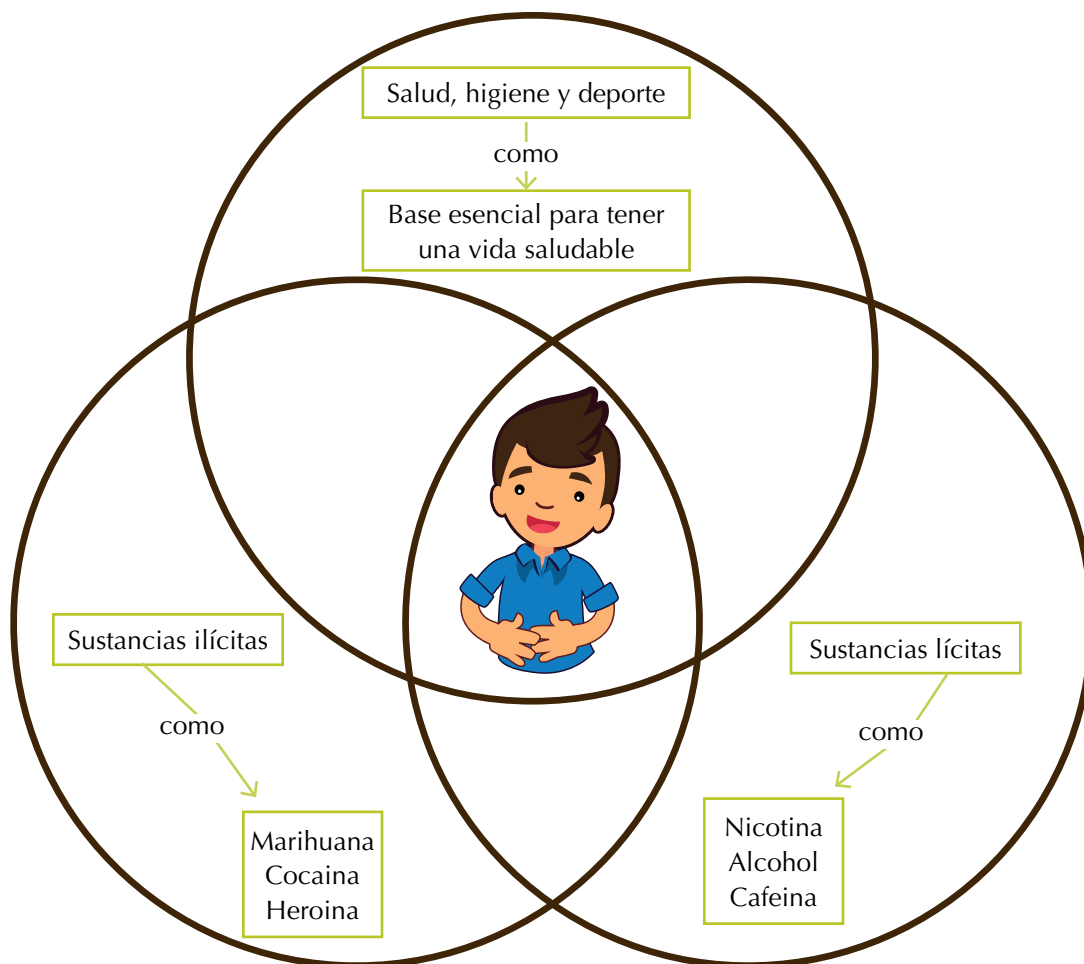 Salud, higiene y deporte
como
Base esencial para tener
una vida saludable
Sustancias ilícitas
como
Marihuana
Cocaina
Heroina
Sustancias lícitas
como
Nicotina
Alcohol
Cafeina